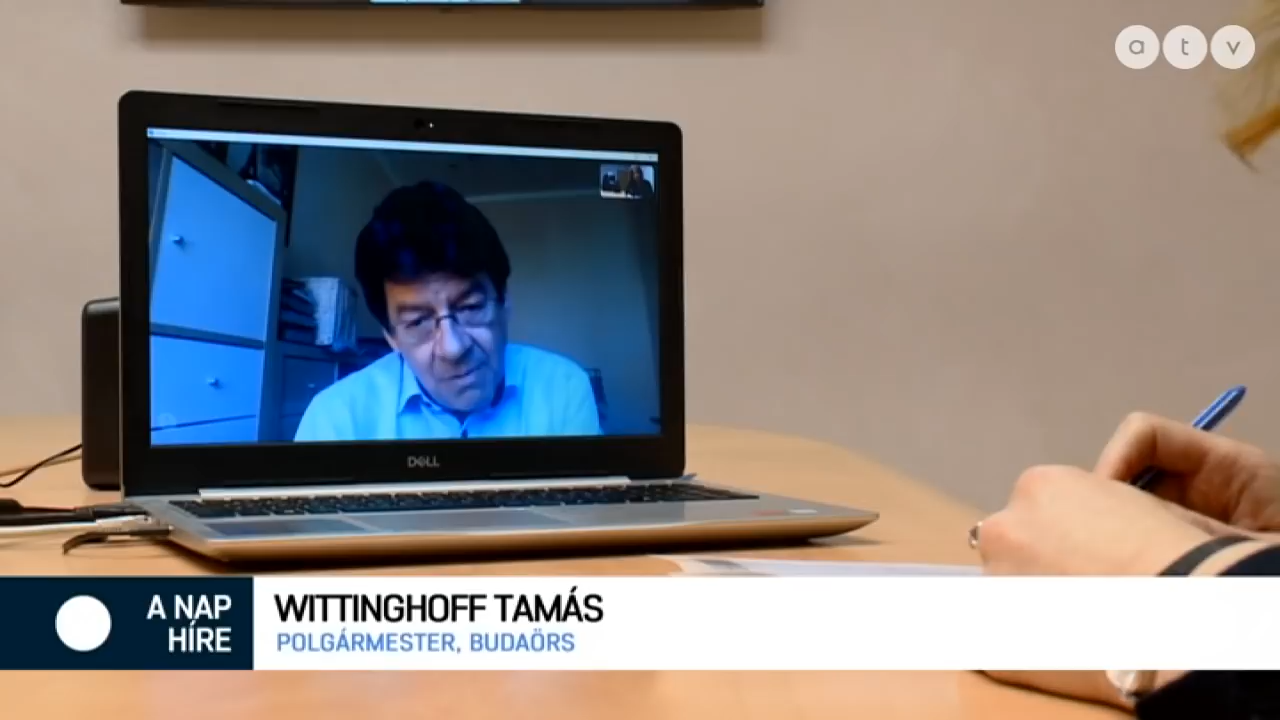 atv
DELL
A NAP
HÍRE
WITTINGHOFF TAMÁS
POLGÁRMESTER, BUDAÖRS